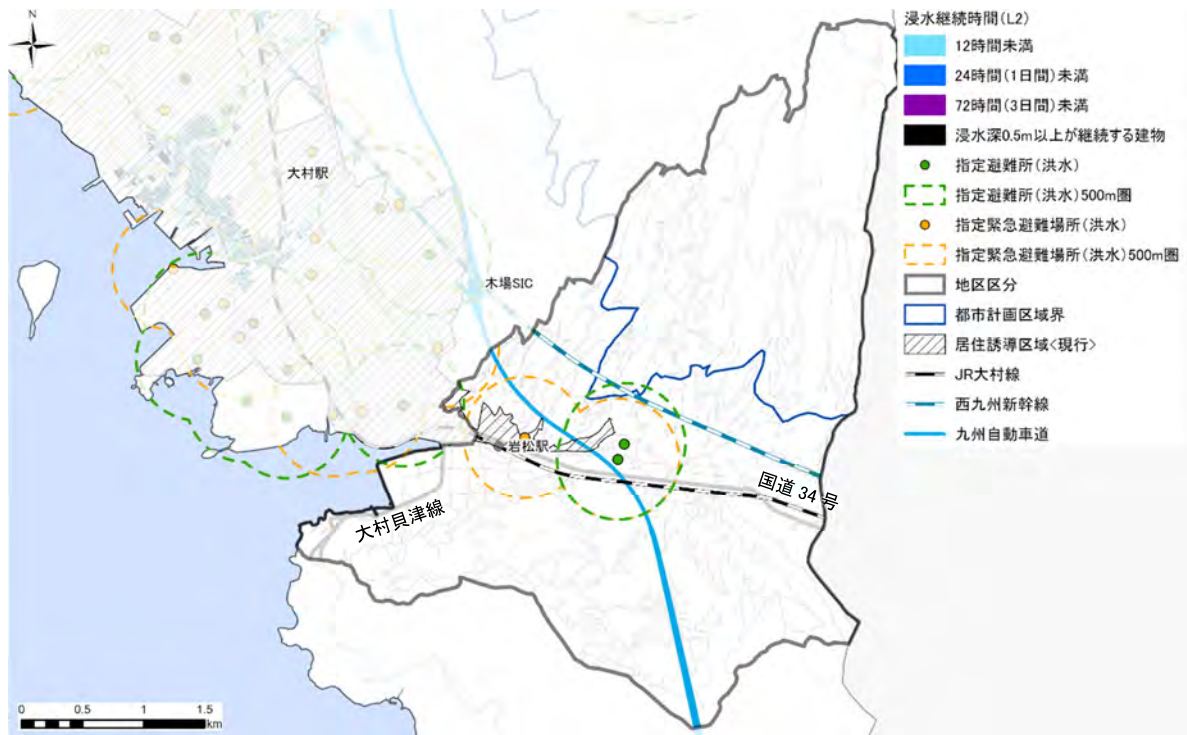 N
大村駅
木場SIC
岩松駅
国道 34 号
大村貝津線
0 0.5 1 1.5
km
浸水継続時間(L2)
12時間未満
24時間(1日間)未満
72時間(3日間)未満
浸水深0.5m以上が継続する建物
指定避難所(洪水)
指定避難所(洪水)500m圏
指定緊急避難場所(洪水)
指定緊急避難場所(洪水)500m圏
地区区分
都市計画区域界
居住誘導区域<現行>
JR大村線
西九州新幹線
九州自動車道